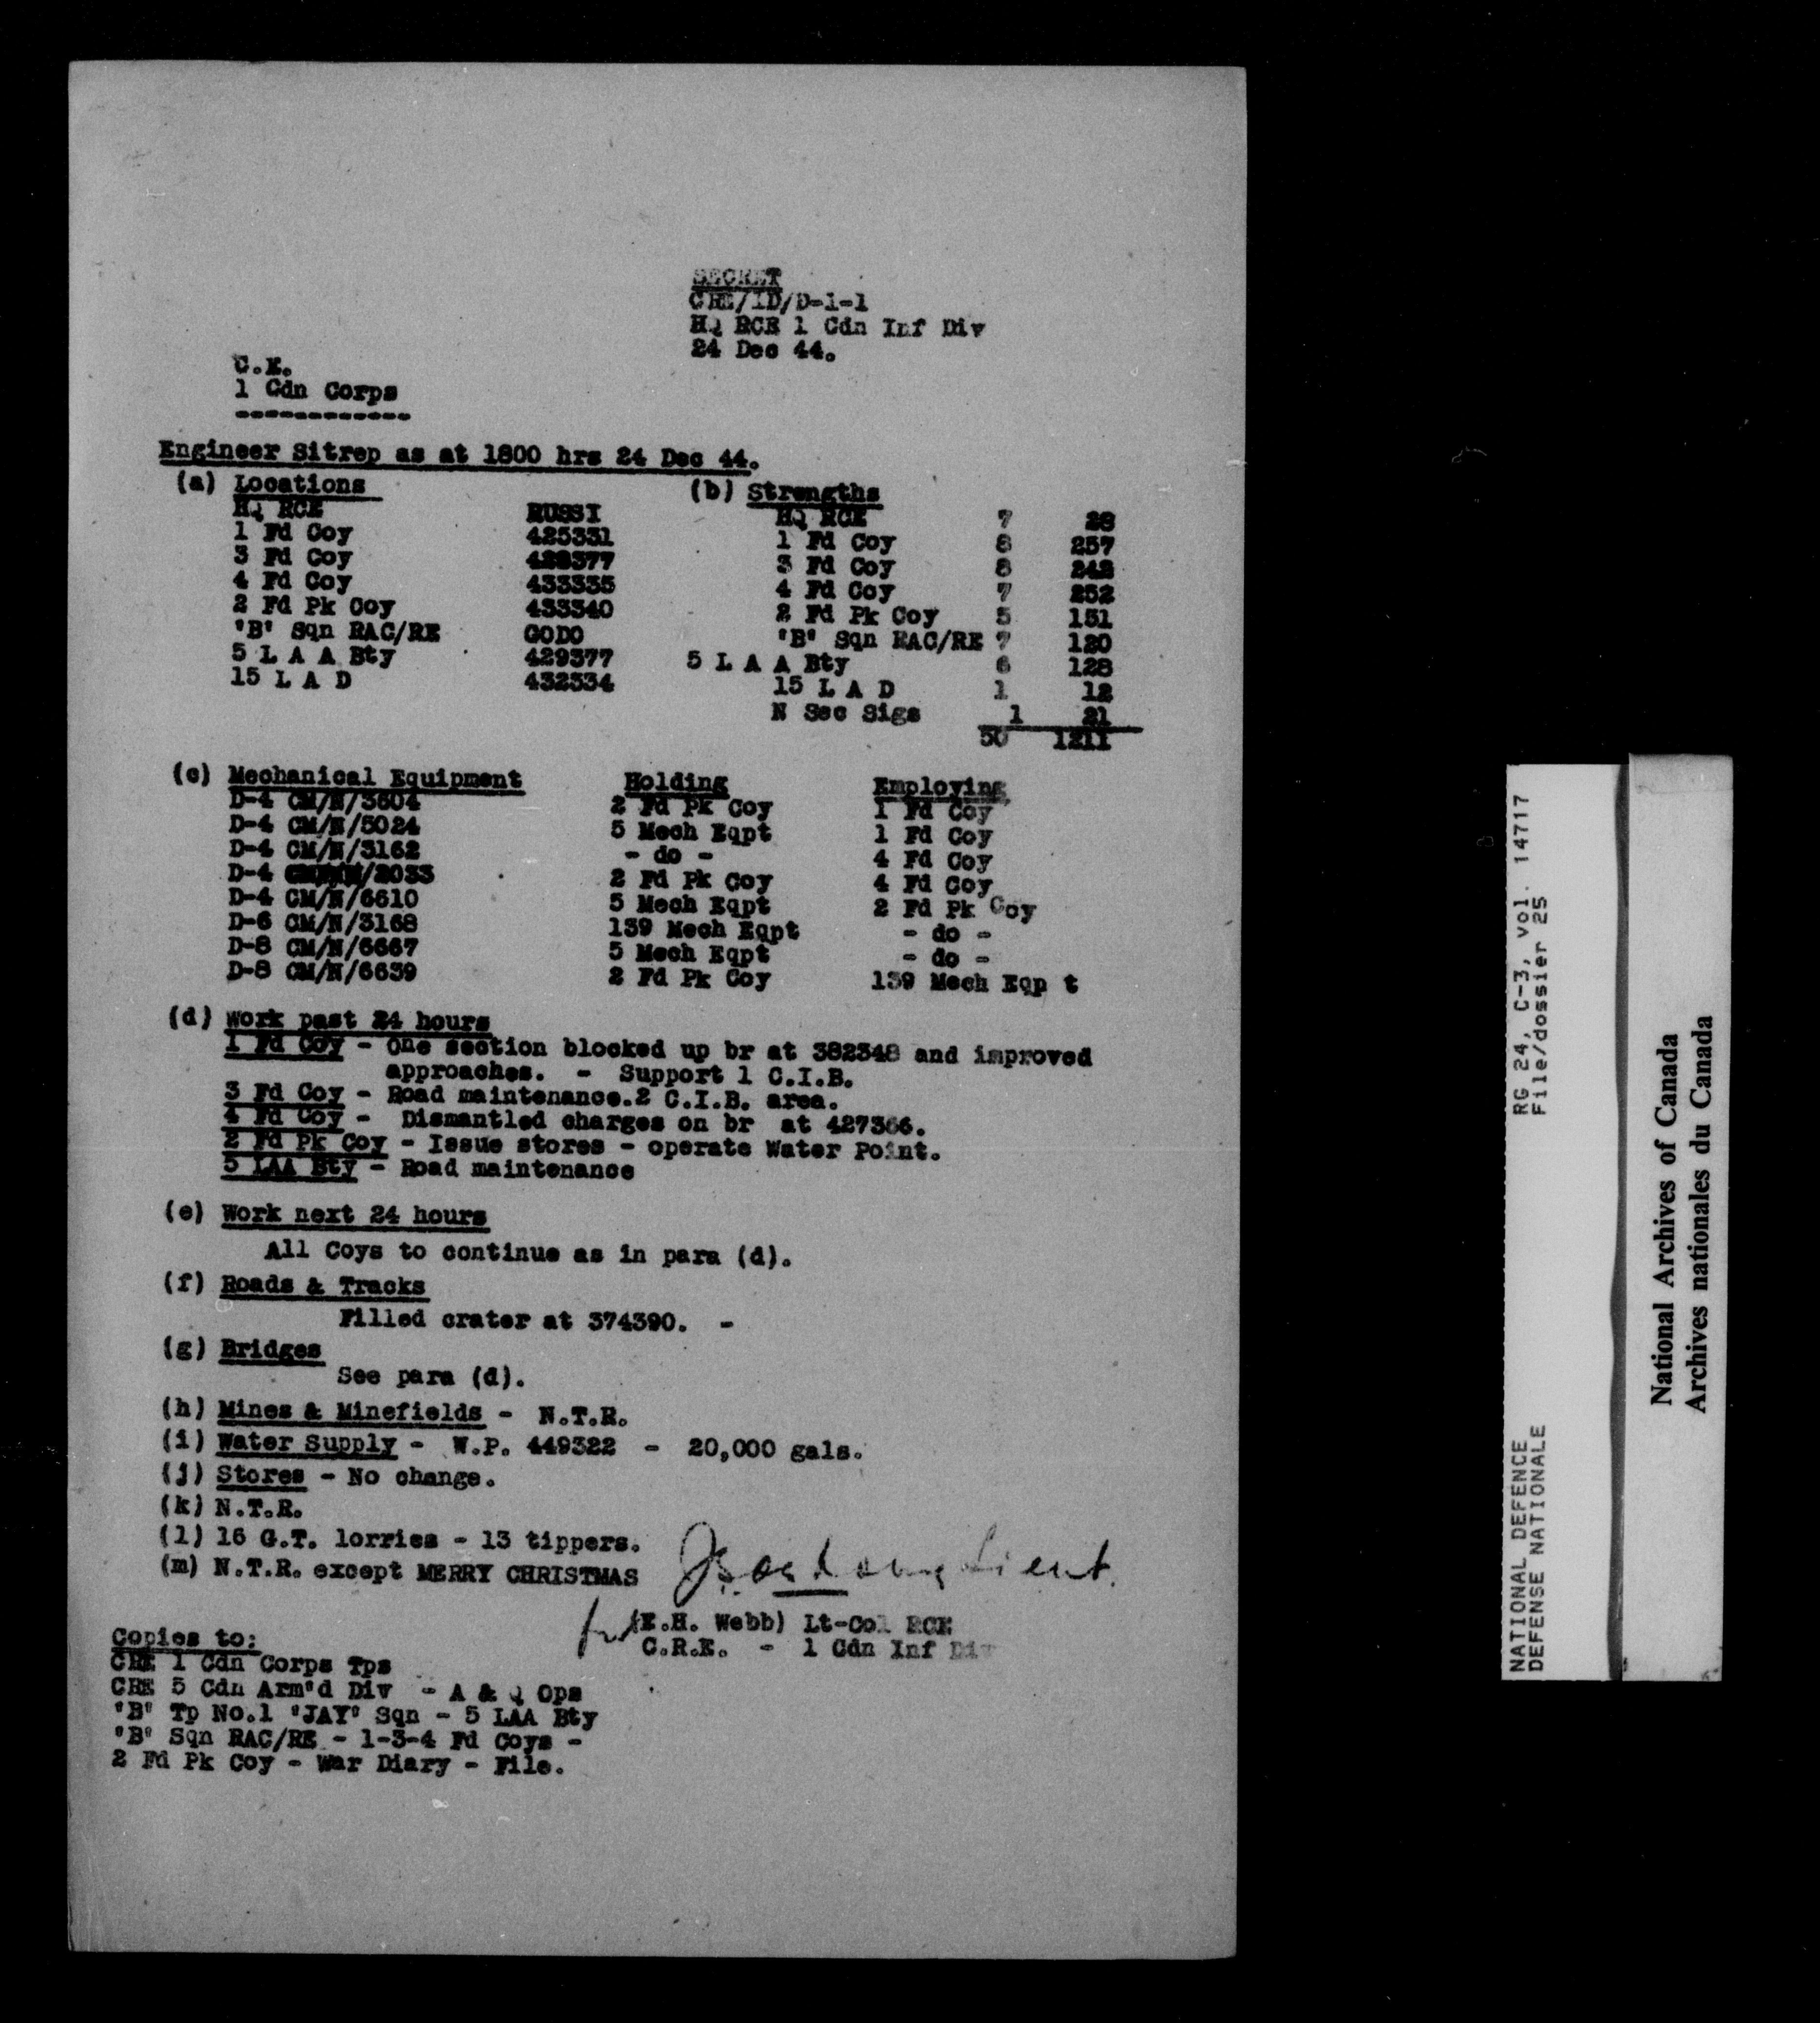 SECRET
CRE/1D/D-1-1
HQ RCE 1 Cdn Inf Div
24 Dec 44.
C.E.
1 Cdn Corps
------------
Engineer Sitrep as at 1800 hrs 24 Dec 44.
(a) Locations (b) Strengths
HQ RCE RUSSI HQ RCE 7 28
1 Fd Coy 425331 1 Fd Coy 8 257
3 Fd Coy 428377 3 Fd Coy 8 242
4 Fd Coy 433335 4 Fd Coy 7 252
2 Fd Pk Coy 433340 2 Fd Pk Coy 5 151
'B' Sqn RAC/RE GODO 'B' Sqn RAC/RE 7 120
5 L A A Bty 429377 5 L A A Bty 6 128
15 L A D 432334 15 L A D 1 12
N Sec Sigs 1 21
50 1211
(c) Mechanical Equipment Holding Employing
D-4 CM/N/3604 2 Fd Pk Coy 1 Fd Coy
D-4 CM/N/5024 5 Mech Eqpt 1 Fd Coy
D-4 CM/N/3162 - do - 4 Fd Coy
D-4 /2033 2 Fd Pk Coy 4 Fd Coy
D-4 CM/N/6610 5 Mech Eqpt 2 Fd Pk Coy
D-6 CM/N/3168 139 Mech Eqpt - do -
D-8 CM/N/6667 5 Mech Eqpt - do -
D-8 CM/N/6639 2 Fd Pk Coy 139 Mech Eqp t
(d) Work past 24 hours
1 Fd Coy - One section blocked up br at 382348 and improved
approaches. - Support 1 C.I.B.
3 Fd Coy - Road maintenance.2 C.I.B. area.
4 Fd Coy - Dismantled charges on br at 427366.
2 Fd Pk Coy - Issue stores - operate Water Point.
5 LAA Bty - Road maintenance
(e) Work next 24 hours
All Coys to continue as in para (d).
(f) Roads & Tracks
Filled crater at 374390. -
(g) Bridges
See para (d).
(h) Mines & Minefields - N.T.R.
(i) Water Supply - W.P. 449322 - 20,000 gals.
(j) Stores - No change.
(k) N.T.R.
(l) 16 G.T. lorries - 13 tippers.
(m) N.T.R. except MERRY CHRISTMAS
Lieut.
for (E.H. Webb) Lt-Col RCE
C.R.E. - 1 Cdn Inf Div
Copies to:
CRE 1 Cdn Corps Tps
CRE 5 Cdn Arm'd Div - A & Q Ops
'B' Tp No.1 'JAY' Sqn - 5 LAA Bty
'B' Sqn RAC/RE - 1-3-4 Fd Coys -
2 Fd Pk Coy - War Diary - File.
NATIONAL DEFENCE RG 24, C-3, vol. 14717
DEFENSE NATIONALE File/dossier 25
National Archives of Canada
Archives nationales du Canada